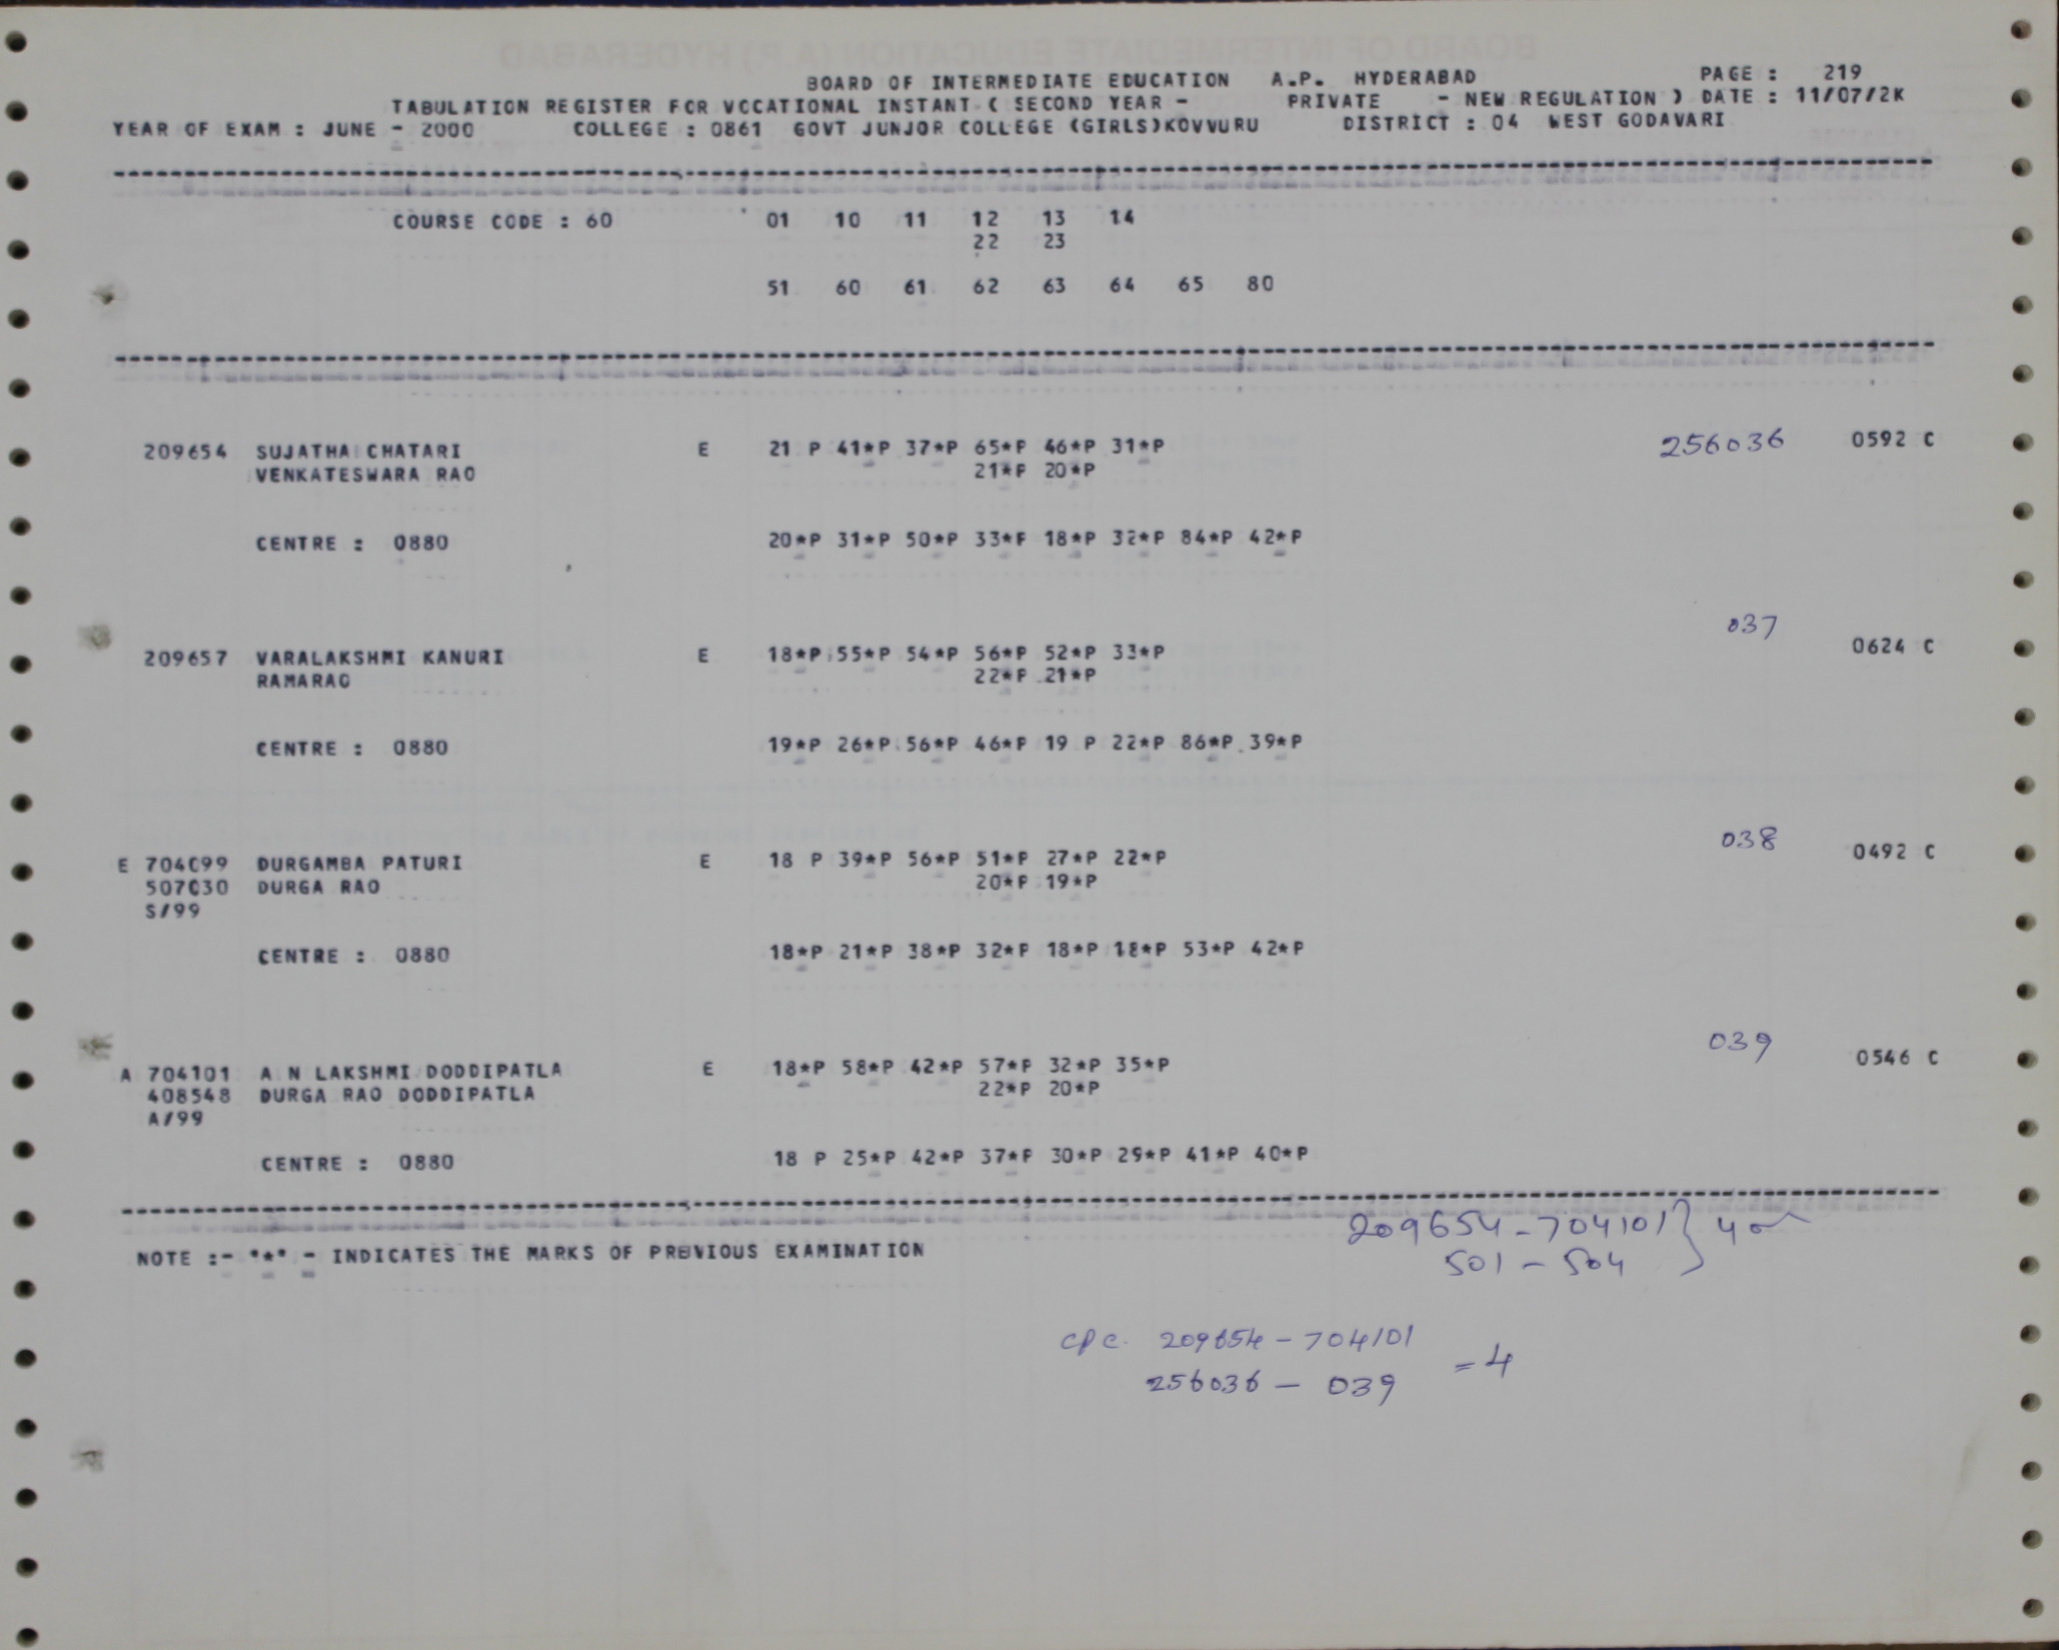 BOARD OF INTERMEDIATE EDUCATION A.P. HYDERABAD PAGE : 219
TABULATION REGISTER FCR VCCATIONAL INSTANT ( SECOND YEAR - PRIVATE - NEW REGULATION ) DATE : 11/07/2K
YEAR OF EXAM : JUNE - 2000 COLLEGE : 0861 GOVT JUNJOR COLLEGE (GIRLS)KOVVURU DISTRICT : 04 WEST GODAVARI
COURSE CODE : 60 01 10 11 12 13 14
22 23
51 60 61 62 63 64 65 80
209654 SUJATHA CHATARI E 21 P 41*P 37*P 65*P 46*P 31*P 256036 0592 C
VENKATESWARA RAO 21*P 20*P
CENTRE : 0880 20*P 31*P 50*P 33*P 18*P 32*P 84*P 42*P
037
209657 VARALAKSHMI KANURI E 18*P 55*P 54*P 56*P 52*P 33*P 0624 C
RAMARAO 22*P 21*P
CENTRE : 0880 19*P 26*P 56*P 46*P 19 P 22*P 86*P 39*P
038
E 704099 DURGAMBA PATURI E 18 P 39*P 56*P 51*P 27*P 22*P 0492 C
507030 DURGA RAO 20*P 19*P
S/99
CENTRE : 0880 18*P 21*P 38*P 32*P 18*P 18*P 53*P 42*P
039
A 704101 A N LAKSHMI DODDIPATLA E 18*P 58*P 42*P 57*P 32*P 35*P 0546 C
408548 DURGA RAO DODDIPATLA 22*P 20*P
A/99
CENTRE : 0880 18 P 25*P 42*P 37*P 30*P 29*P 41*P 40*P
209654-704101} 4
501 - 504
NOTE :- "*" - INDICATES THE MARKS OF PREVIOUS EXAMINATION
cpc. 209654 - 704101
256036 - 039 = 4